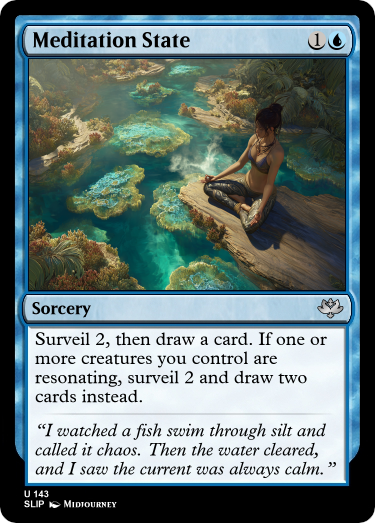 Meditation State 1
Sorcery
Surveil 2, then draw a card. If one or
more creatures you control are
resonating, surveil 2 and draw two
cards instead.
“I watched a fish swim through silt and
called it chaos. Then the water cleared,
and I saw the current was always calm.”
U 143
SLIP Midjourney